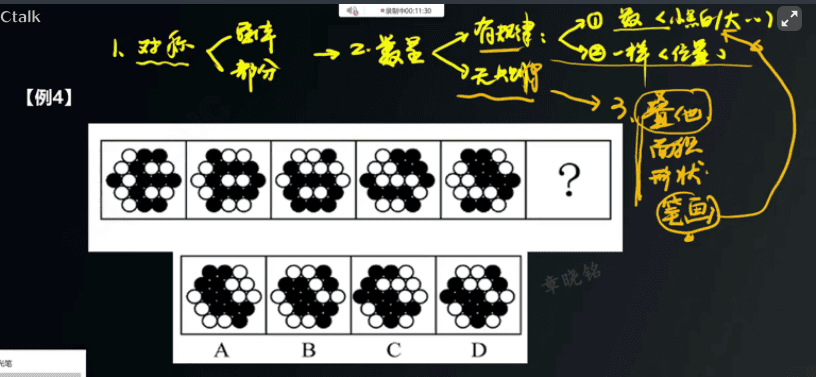 Ctalk
录制中00:11:30
1. 对称 整体 部分 → 2. 数量 有规律: 无规律
① 数 (小黑白/大…)
② 一样 (位置)
【例4】
3. 叠加
面积
形状
笔画
?
A B C D
章晓铭
光笔